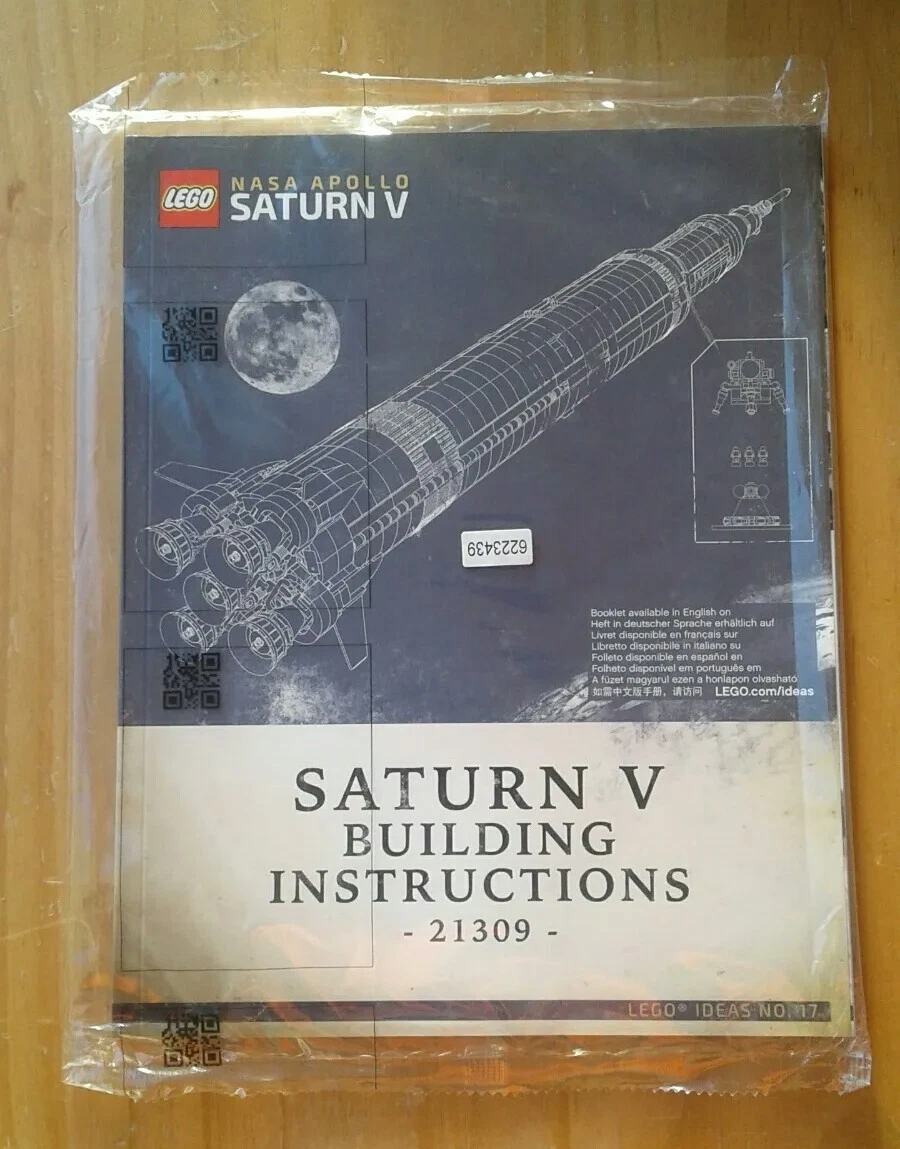 LEGO
NASA APOLLO
SATURN V
6223439
Booklet available in English on
Heft in deutscher Sprache erhältlich auf
Livret disponible en français sur
Libretto disponibile in italiano su
Folleto disponible en español en
Folheto disponível em português em
A füzet magyarul ezen a honlapon olvasható
如需中文版手册，请访问 LEGO.com/ideas
SATURN V
BUILDING
INSTRUCTIONS
- 21309 -
LEGO® IDEAS NO. 17